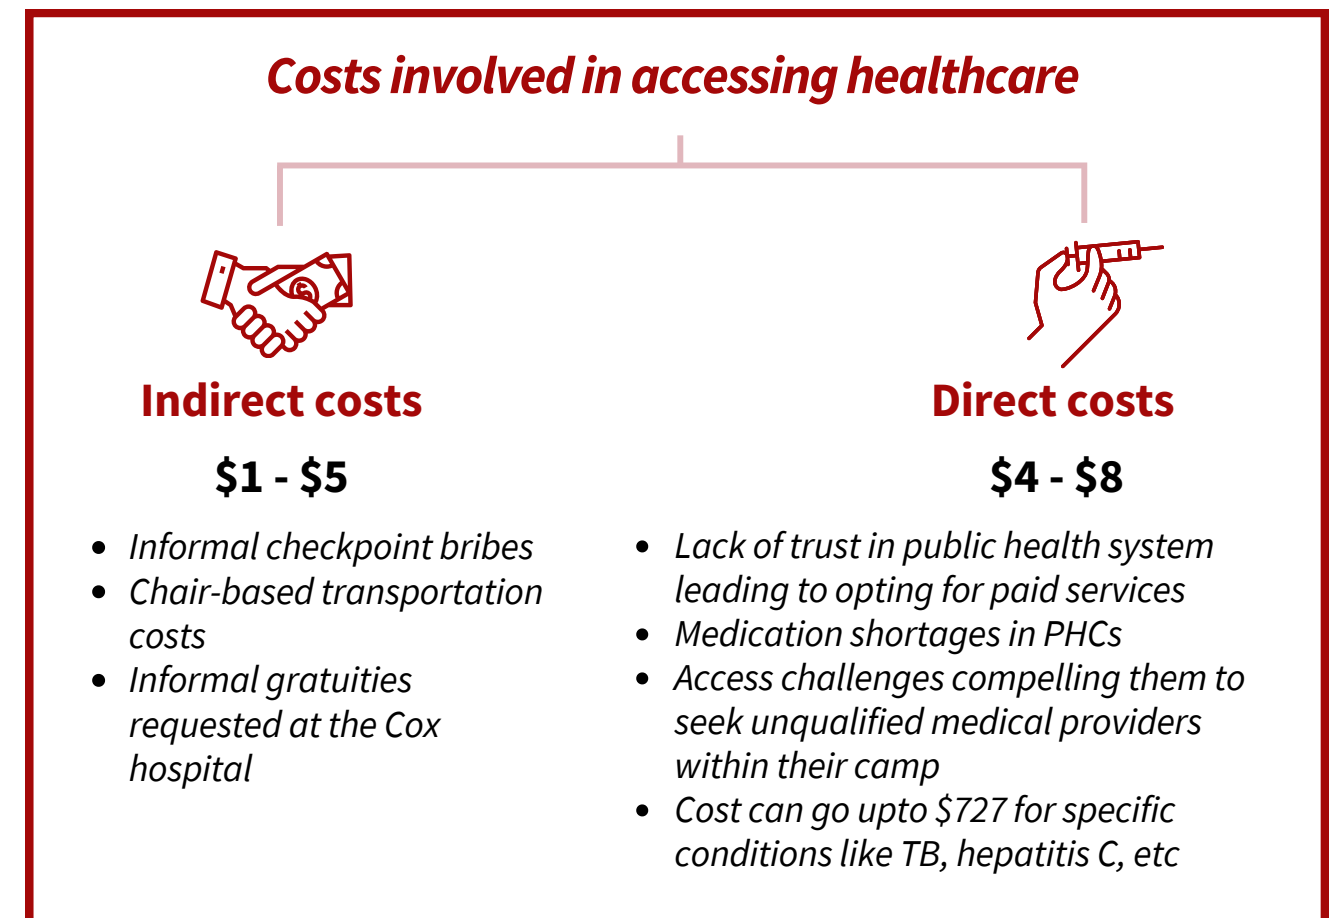 Costs involved in accessing healthcare
Indirect costs
$1 - $5
• Informal checkpoint bribes
• Chair-based transportation
costs
• Informal gratuities
requested at the Cox
hospital
Direct costs
$4 - $8
• Lack of trust in public health system
leading to opting for paid services
• Medication shortages in PHCs
• Access challenges compelling them to
seek unqualified medical providers
within their camp
• Cost can go upto $727 for specific
conditions like TB, hepatitis C, etc